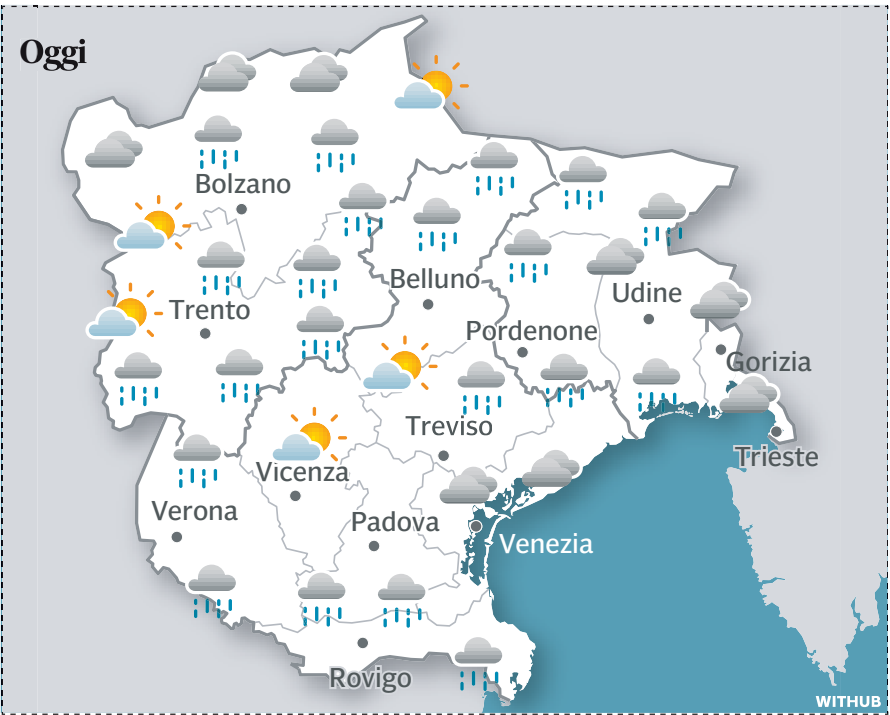 Oggi
Bolzano
Belluno
Trento
Udine
Pordenone
Gorizia
Treviso
Trieste
Vicenza
Verona
Padova
Venezia
Rovigo
WITHUB